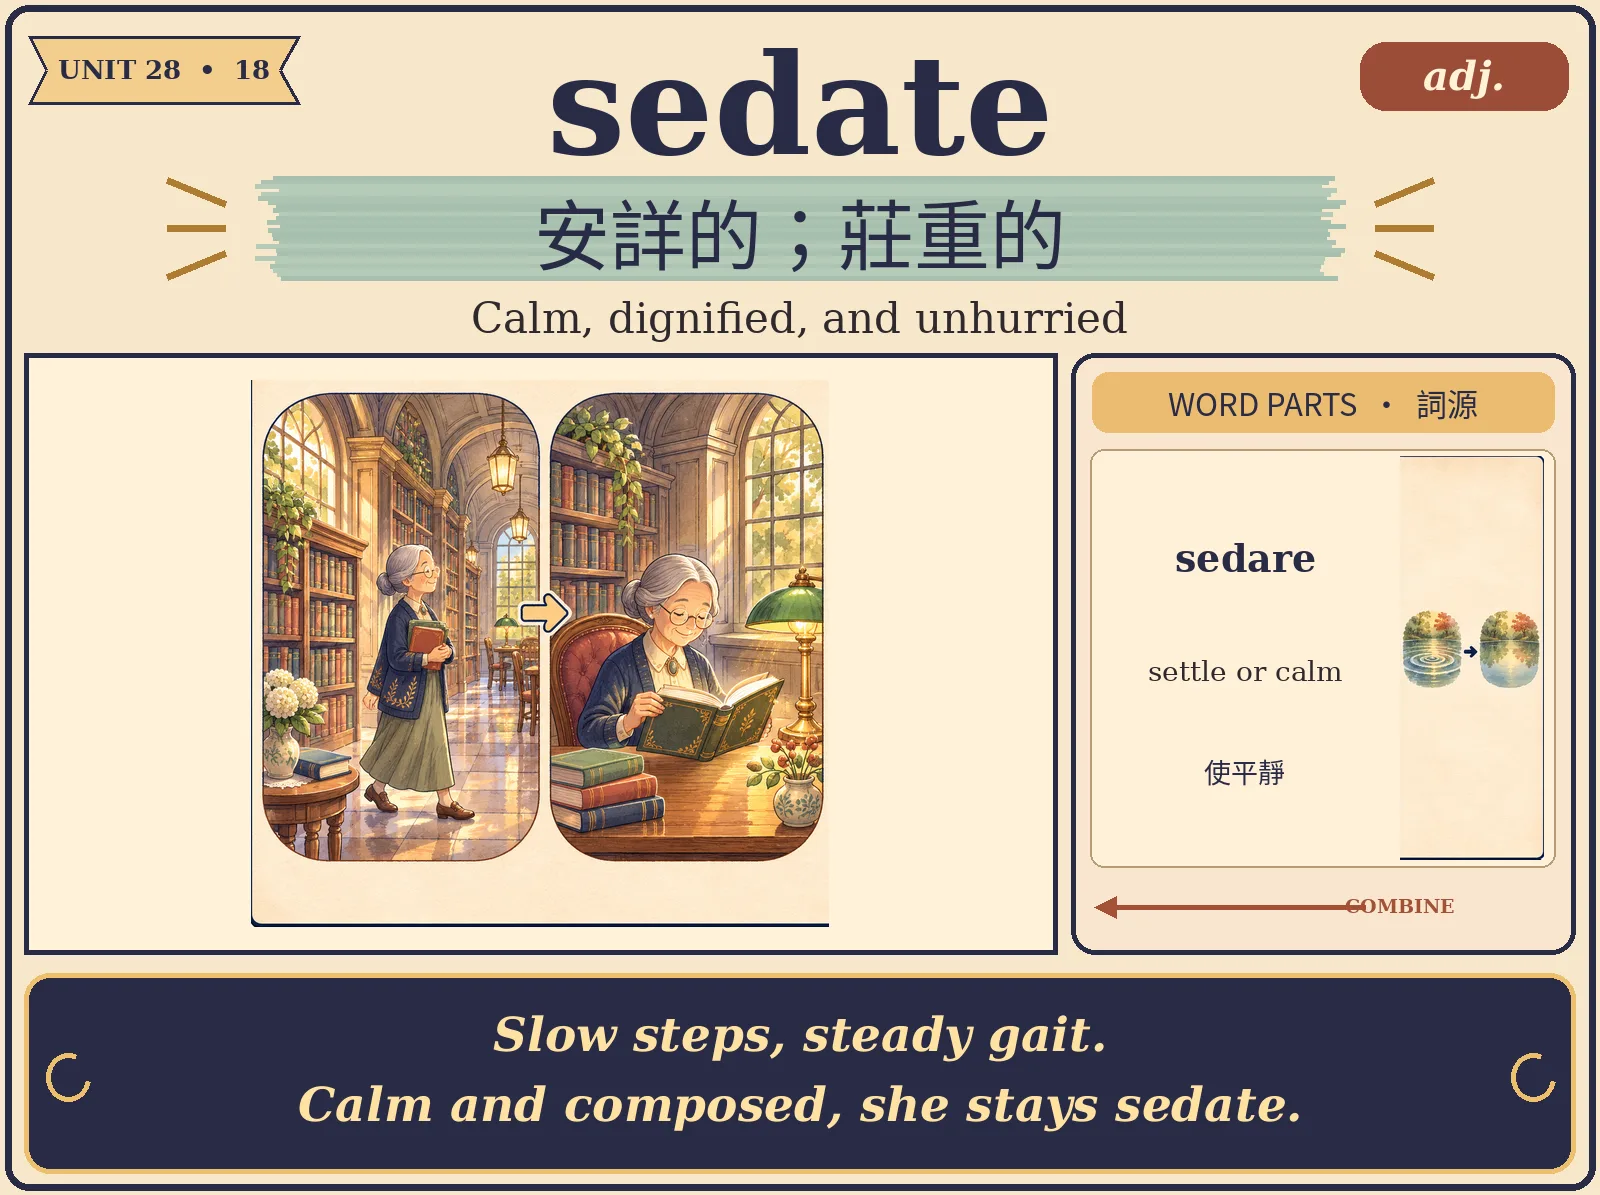 UNIT 28 • 18
sedate
adj.
安詳的；莊重的
Calm, dignified, and unhurried
WORD PARTS • 詞源
sedare
settle or calm
使平靜
COMBINE
Slow steps, steady gait.
Calm and composed, she stays sedate.